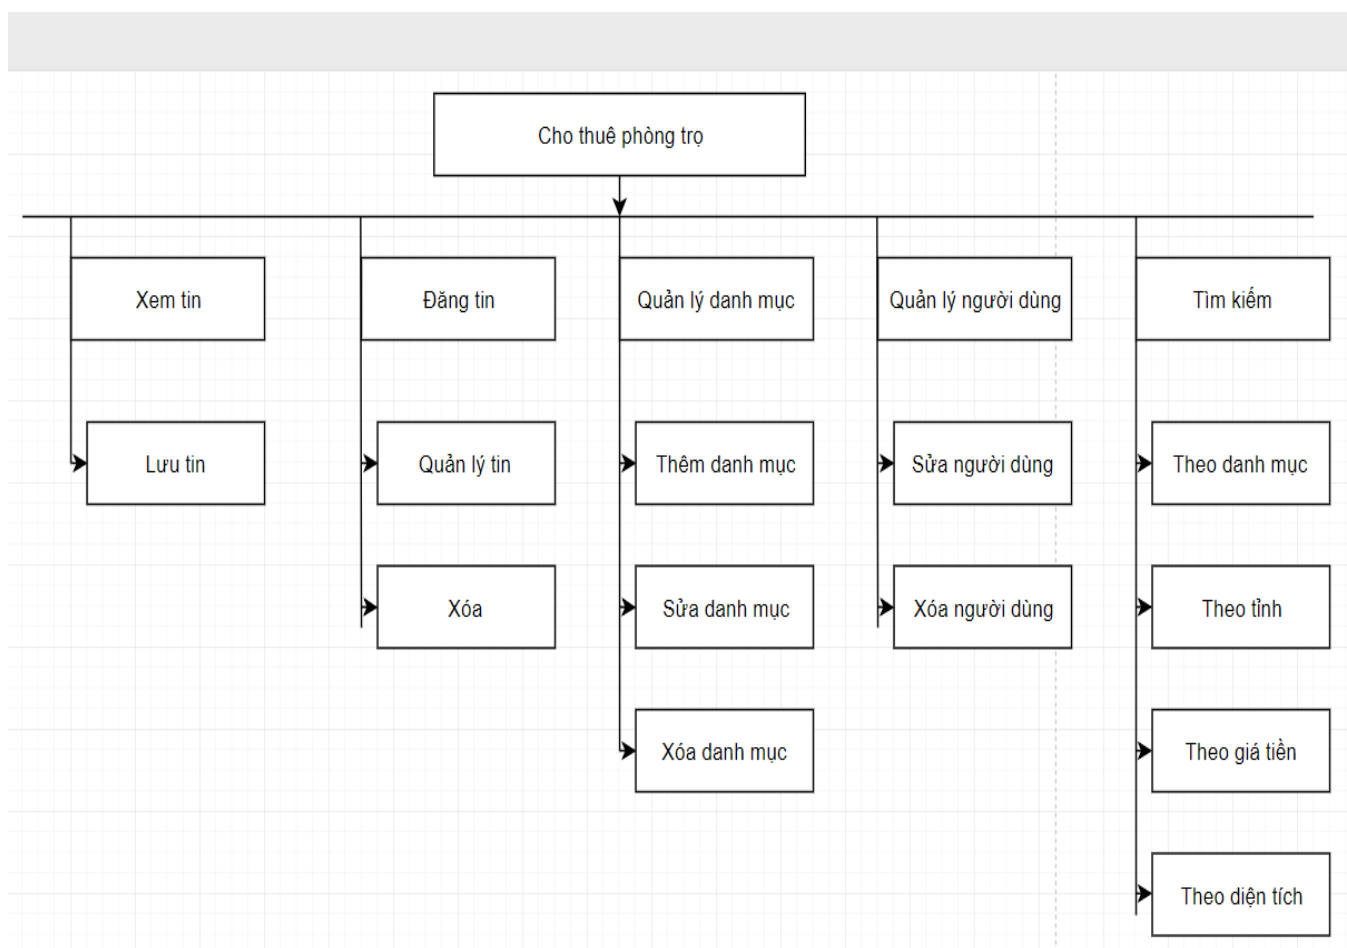 Cho thuê phòng trọ
Xem tin
Đăng tin
Quản lý danh mục
Quản lý người dùng
Tìm kiếm
Lưu tin
Quản lý tin
Thêm danh mục
Sửa người dùng
Theo danh mục
Xóa
Sửa danh mục
Xóa người dùng
Theo tỉnh
Xóa danh mục
Theo giá tiền
Theo diện tích